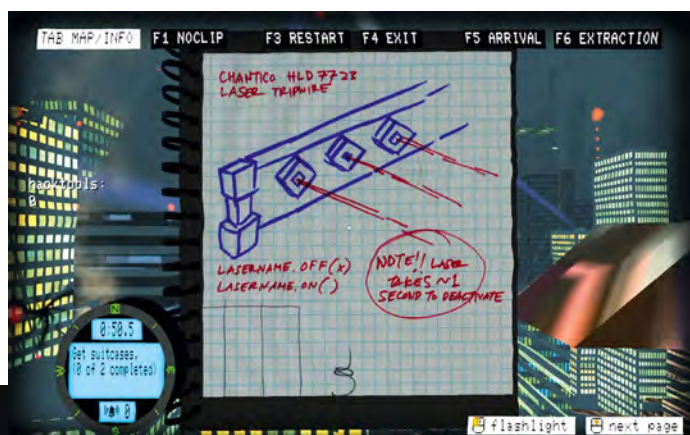 TAB MAP/INFO F1 NOCLIP F3 RESTART F4 EXIT F5 ARRIVAL F6 EXTRACTION
CHANTICO HLD 7723
LASER TRIPWIRE
hacktools:
0
LASERNAME.OFF(X)
LASERNAME.ON()
NOTE!! LASER
TAKES ~1
SECOND TO DEACTIVATE
N
0:50.5
Get suitcases.
(0 of 2 completed)
W E
0
S
flashlight next page